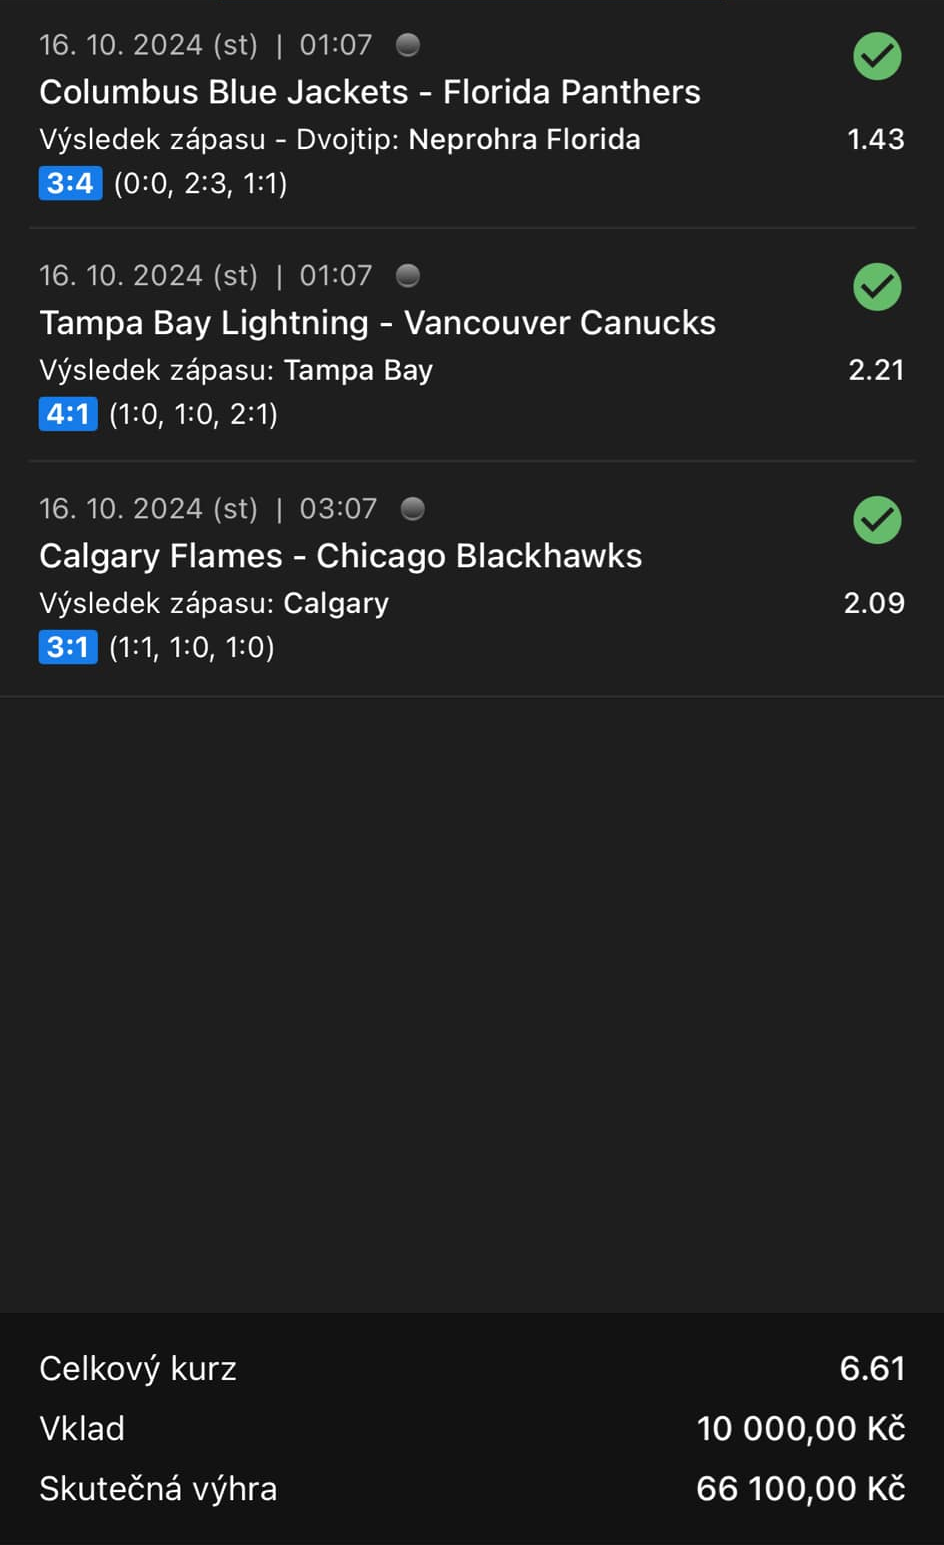 16. 10. 2024 (st) | 01:07
Columbus Blue Jackets - Florida Panthers
Výsledek zápasu - Dvojtip: Neprohra Florida 1.43
3:4 (0:0, 2:3, 1:1)
16. 10. 2024 (st) | 01:07
Tampa Bay Lightning - Vancouver Canucks
Výsledek zápasu: Tampa Bay 2.21
4:1 (1:0, 1:0, 2:1)
16. 10. 2024 (st) | 03:07
Calgary Flames - Chicago Blackhawks
Výsledek zápasu: Calgary 2.09
3:1 (1:1, 1:0, 1:0)
Celkový kurz 6.61
Vklad 10 000,00 Kč
Skutečná výhra 66 100,00 Kč